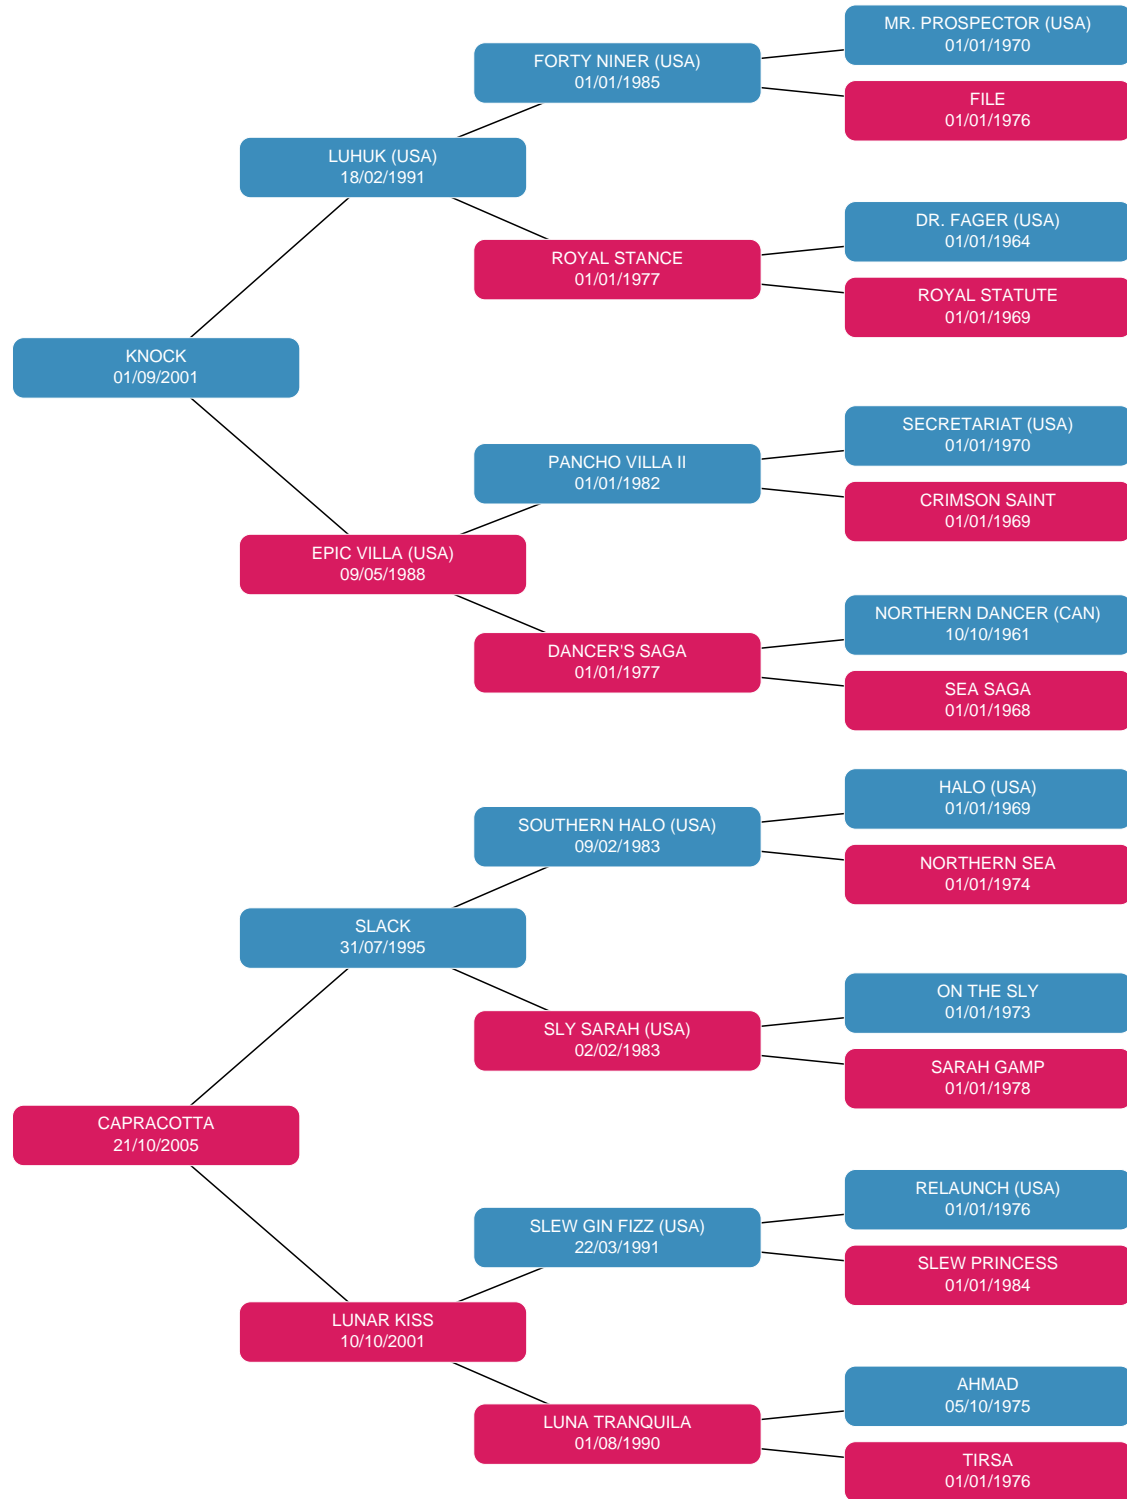 MR. PROSPECTOR (USA)
01/01/1970
FORTY NINER (USA)
01/01/1985
FILE
01/01/1976
LUHUK (USA)
18/02/1991
DR. FAGER (USA)
01/01/1964
ROYAL STANCE
01/01/1977
ROYAL STATUTE
01/01/1969
KNOCK
01/09/2001
SECRETARIAT (USA)
01/01/1970
PANCHO VILLA II
01/01/1982
CRIMSON SAINT
01/01/1969
EPIC VILLA (USA)
09/05/1988
NORTHERN DANCER (CAN)
10/10/1961
DANCER'S SAGA
01/01/1977
SEA SAGA
01/01/1968
HALO (USA)
01/01/1969
SOUTHERN HALO (USA)
09/02/1983
NORTHERN SEA
01/01/1974
SLACK
31/07/1995
ON THE SLY
01/01/1973
SLY SARAH (USA)
02/02/1983
SARAH GAMP
01/01/1978
CAPRACOTTA
21/10/2005
RELAUNCH (USA)
01/01/1976
SLEW GIN FIZZ (USA)
22/03/1991
SLEW PRINCESS
01/01/1984
LUNAR KISS
10/10/2001
AHMAD
05/10/1975
LUNA TRANQUILA
01/08/1990
TIRSA
01/01/1976